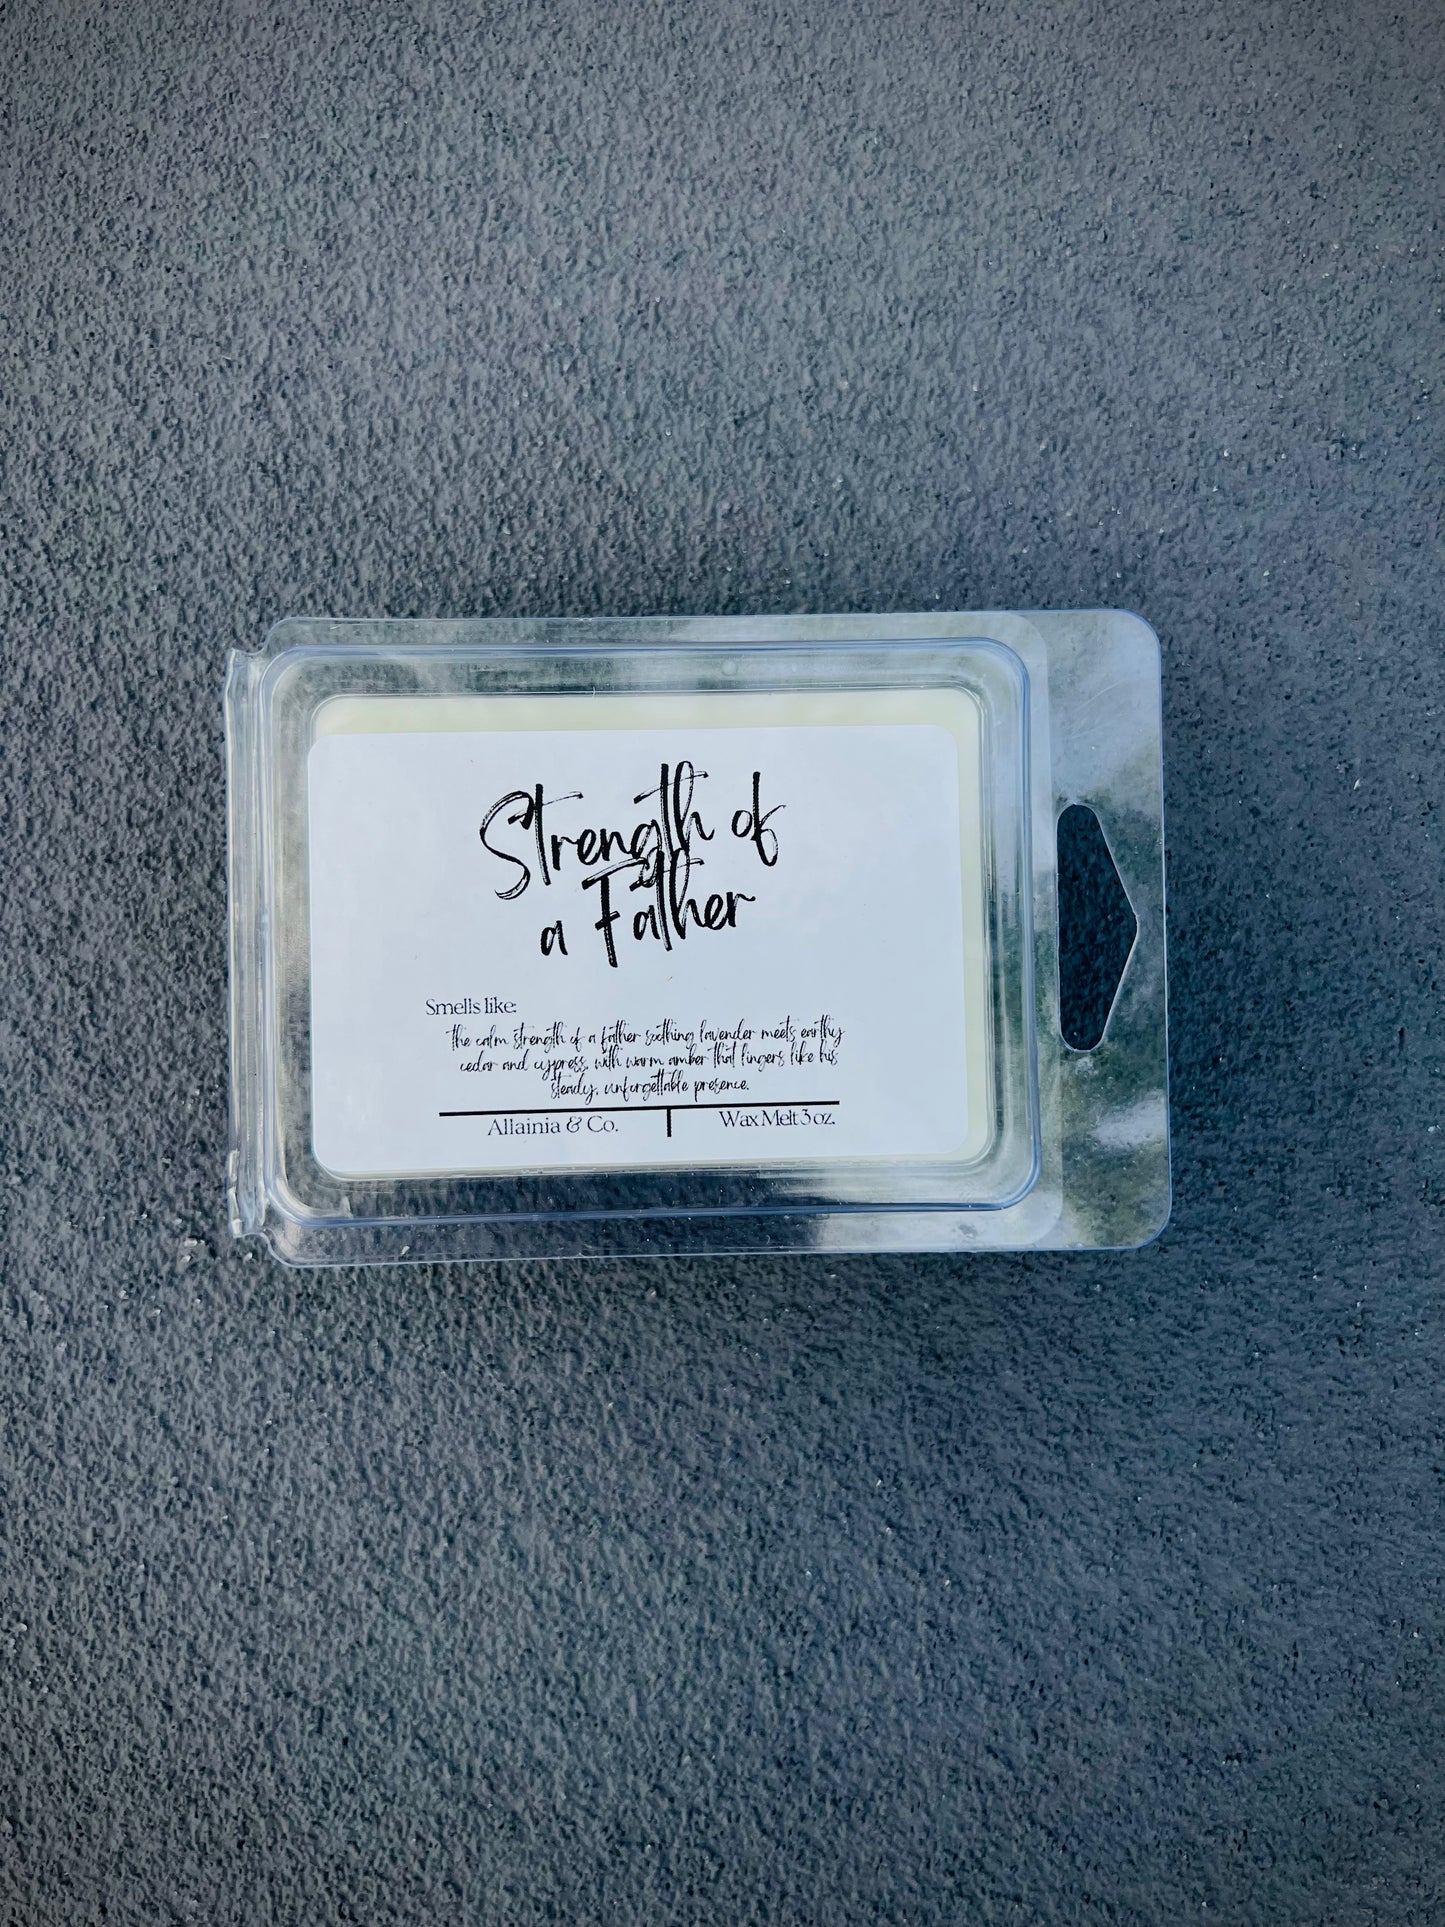 Strength of
a Father
Smells like:
the calm strength of a father soothing lavender meets earthy
cedar and cypress, with warm amber that lingers like his
steady, unforgettable presence.
Allainia & Co.
Wax Melt 3 oz.